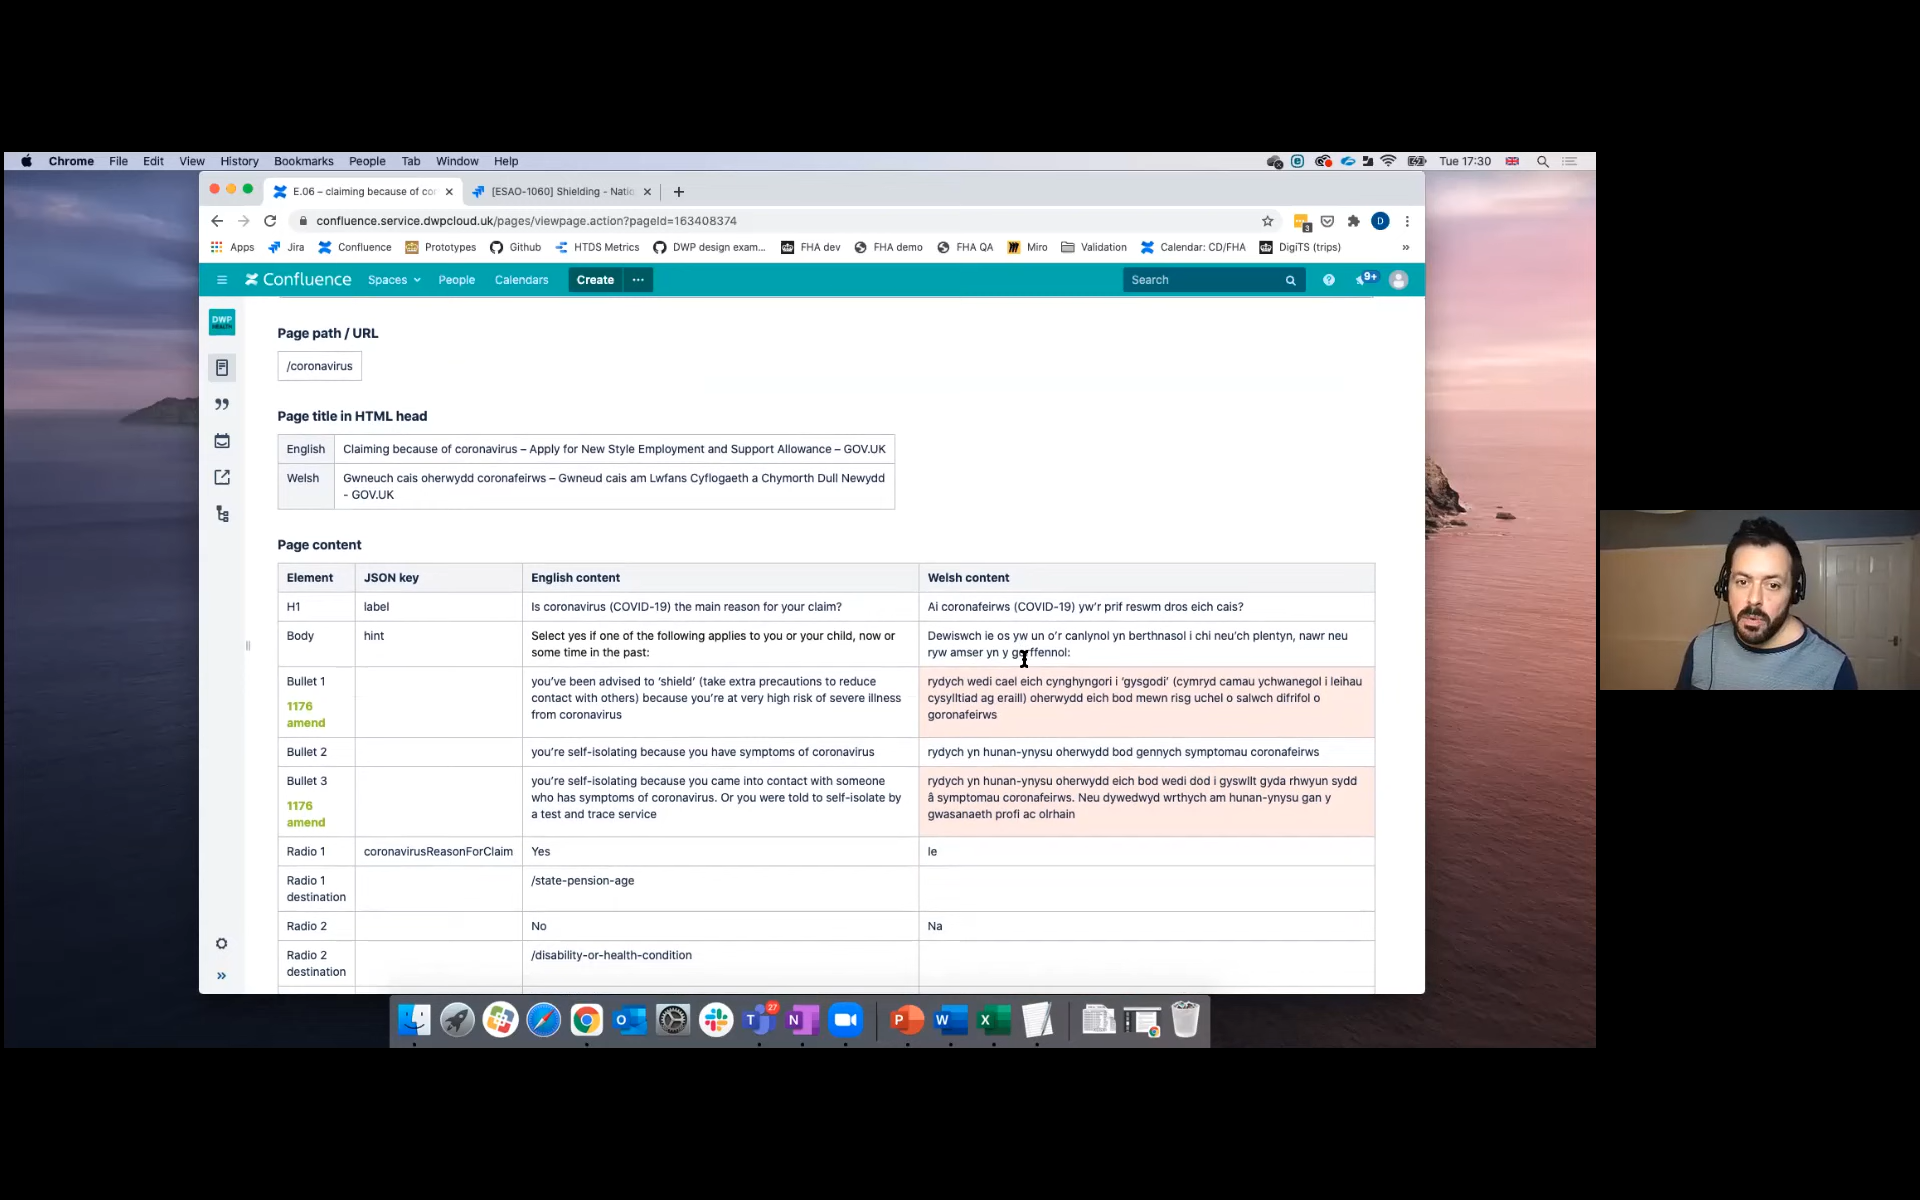 Chrome File Edit View History Bookmarks People Tab Window Help
Tue 17:30
E.06 – claiming because of co
[ESAO-1060] Shielding - Natio
confluence.service.dwpcloud.uk/pages/viewpage.action?pageId=163408374
3
D
Apps Jira Confluence Prototypes Github HTDS Metrics DWP design exam... FHA dev FHA demo FHA QA Miro Validation Calendar: CD/FHA DigiTS (trips) »
Confluence Spaces People Calendars Create ··· Search 9+
DWP
HEALTH
Page path / URL
/coronavirus
Page title in HTML head
English Claiming because of coronavirus – Apply for New Style Employment and Support Allowance – GOV.UK
Welsh Gwneuch cais oherwydd coronafeirws – Gwneud cais am Lwfans Cyflogaeth a Chymorth Dull Newydd
- GOV.UK
Page content
Element JSON key English content Welsh content
H1 label Is coronavirus (COVID-19) the main reason for your claim? Ai coronafeirws (COVID-19) yw’r prif reswm dros eich cais?
Body hint Select yes if one of the following applies to you or your child, now or
some time in the past:
Dewiswch ie os yw un o’r canlynol yn berthnasol i chi neu’ch plentyn, nawr neu
ryw amser yn y gorffennol:
Bullet 1
1176
amend
you’ve been advised to ‘shield’ (take extra precautions to reduce
contact with others) because you’re at very high risk of severe illness
from coronavirus
rydych wedi cael eich cynghyngori i ‘gysgodi’ (cymryd camau ychwanegol i leihau
cysylltiad ag eraill) oherwydd eich bod mewn risg uchel o salwch difrifol o
goronafeirws
Bullet 2 you’re self-isolating because you have symptoms of coronavirus rydych yn hunan-ynysu oherwydd bod gennych symptomau coronafeirws
Bullet 3
1176
amend
you’re self-isolating because you came into contact with someone
who has symptoms of coronavirus. Or you were told to self-isolate by
a test and trace service
rydych yn hunan-ynysu oherwydd eich bod wedi dod i gyswllt gyda rhwyun sydd
â symptomau coronafeirws. Neu dywedwyd wrthych am hunan-ynysu gan y
gwasanaeth profi ac olrhain
Radio 1 coronavirusReasonForClaim Yes Ie
Radio 1
destination
/state-pension-age
Radio 2 No Na
Radio 2
destination
/disability-or-health-condition
27